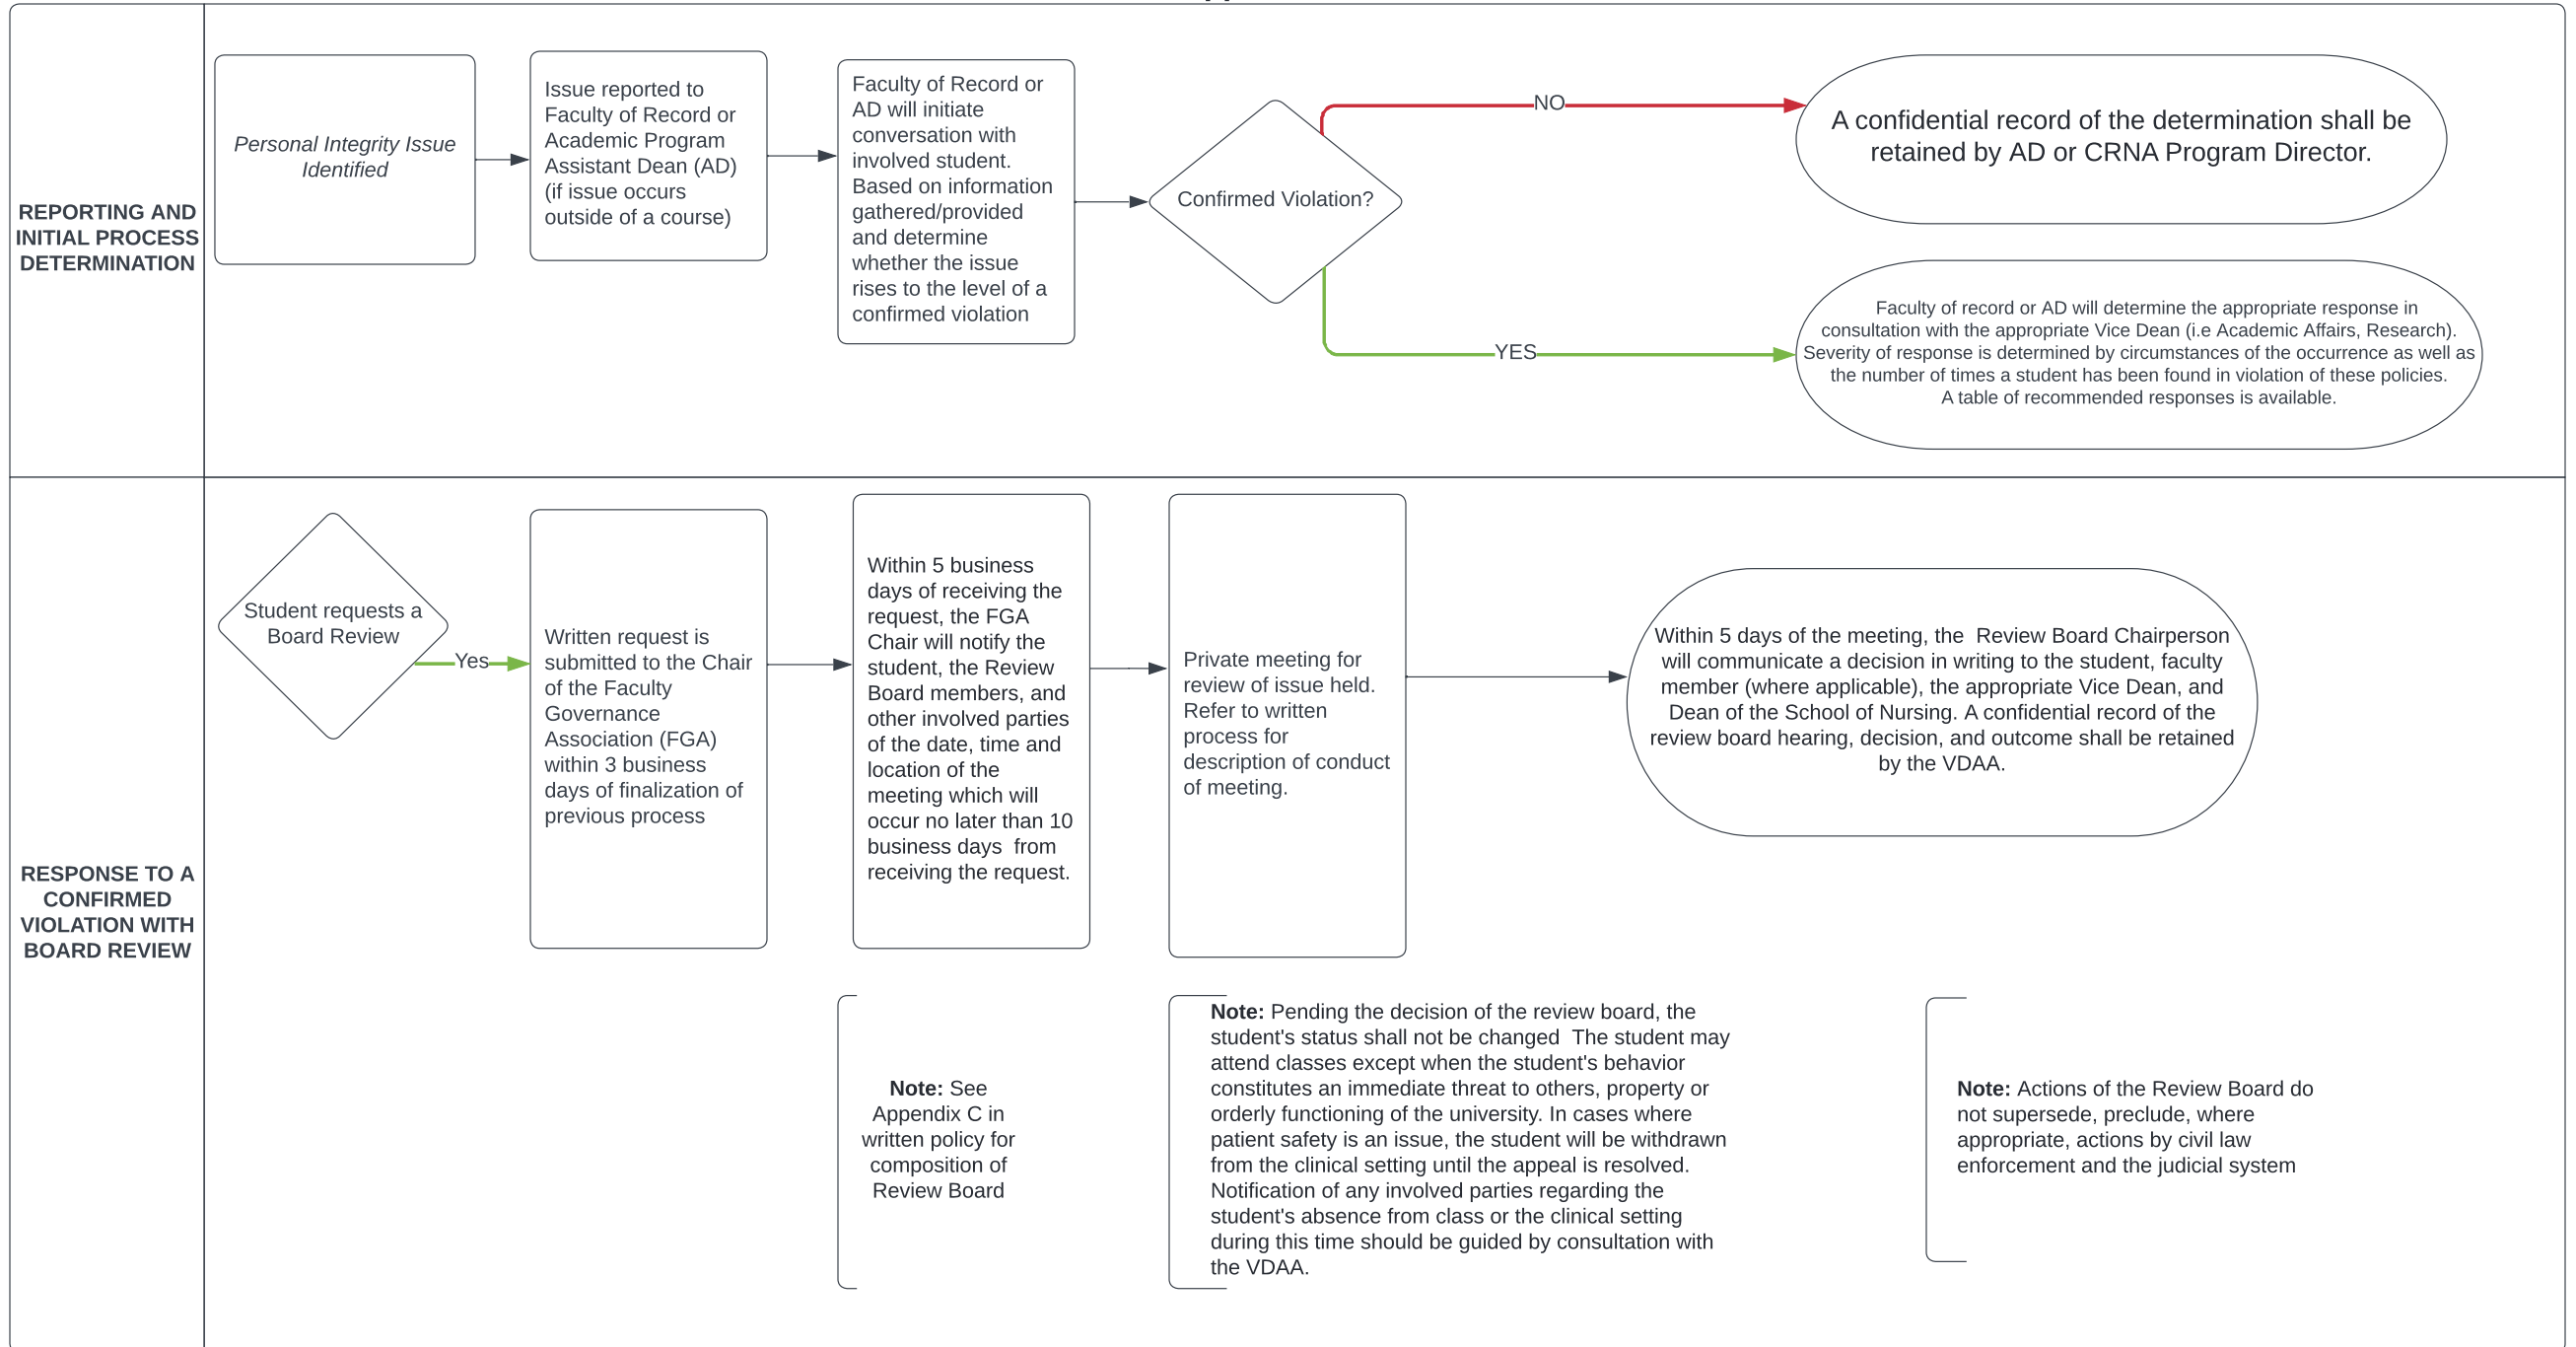 REPORTING AND
INITIAL PROCESS
DETERMINATION
Personal Integrity Issue
Identified
Issue reported to
Faculty of Record or
Academic Program
Assistant Dean (AD)
(if issue occurs
outside of a course)
Faculty of Record or
AD will initiate
conversation with
involved student.
Based on information
gathered/provided
and determine
whether the issue
rises to the level of a
confirmed violation
Confirmed Violation?
NO
A confidential record of the determination shall be
retained by AD or CRNA Program Director.
YES
Faculty of record or AD will determine the appropriate response in
consultation with the appropriate Vice Dean (i.e Academic Affairs, Research).
Severity of response is determined by circumstances of the occurrence as well as
the number of times a student has been found in violation of these policies.
A table of recommended responses is available.
RESPONSE TO A
CONFIRMED
VIOLATION WITH
BOARD REVIEW
Student requests a
Board Review
Yes
Written request is
submitted to the Chair
of the Faculty
Governance
Association (FGA)
within 3 business
days of finalization of
previous process
Within 5 business
days of receiving the
request, the FGA
Chair will notify the
student, the Review
Board members, and
other involved parties
of the date, time and
location of the
meeting which will
occur no later than 10
business days  from
receiving the request.
Private meeting for
review of issue held.
Refer to written
process for
description of conduct
of meeting.
Within 5 days of the meeting, the  Review Board Chairperson
will communicate a decision in writing to the student, faculty
member (where applicable), the appropriate Vice Dean, and
Dean of the School of Nursing. A confidential record of the
review board hearing, decision, and outcome shall be retained
by the VDAA.
Note: See
Appendix C in
written policy for
composition of
Review Board
Note: Pending the decision of the review board, the
student's status shall not be changed  The student may
attend classes except when the student's behavior
constitutes an immediate threat to others, property or
orderly functioning of the university. In cases where
patient safety is an issue, the student will be withdrawn
from the clinical setting until the appeal is resolved.
Notification of any involved parties regarding the
student's absence from class or the clinical setting
during this time should be guided by consultation with
the VDAA.
Note: Actions of the Review Board do
not supersede, preclude, where
appropriate, actions by civil law
enforcement and the judicial system